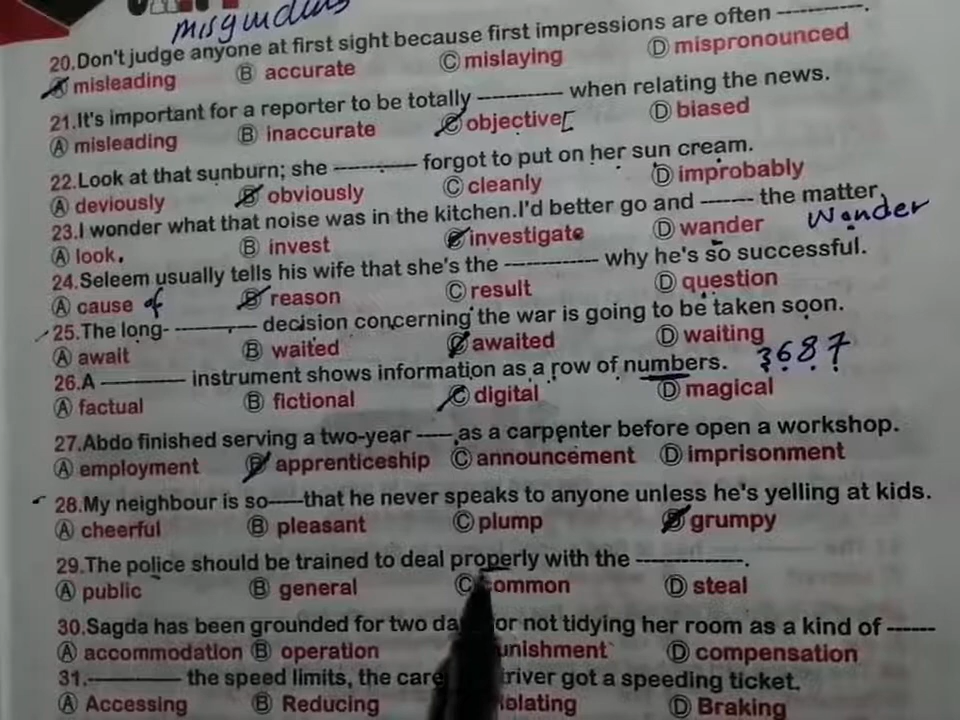 misguiding
20.Don't judge anyone at first sight because first impressions are often ----------.
A misleading B accurate C mislaying D mispronounced
21.It's important for a reporter to be totally ---------- when relating the news.
A misleading B inaccurate C objective D biased
22.Look at that sunburn; she ---------- forgot to put on her sun cream.
A deviously B obviously C cleanly D improbably
23.I wonder what that noise was in the kitchen.I'd better go and ------ the matter.
A look. B invest C investigate D wander Wonder
24.Seleem usually tells his wife that she's the ----------- why he's so successful.
A cause of B reason C result D question
25.The long- ---------- decision concerning the war is going to be taken soon.
A await B waited C awaited D waiting
26.A ---------- instrument shows information as a row of numbers. 3687
A factual B fictional C digital D magical
27.Abdo finished serving a two-year ---- as a carpenter before open a workshop.
A employment B apprenticeship C announcement D imprisonment
28.My neighbour is so----that he never speaks to anyone unless he's yelling at kids.
A cheerful B pleasant C plump D grumpy
29.The police should be trained to deal properly with the -------------.
A public B general C common D steal
30.Sagda has been grounded for two da or not tidying her room as a kind of ------
A accommodation B operation unishment D compensation
31.----------- the speed limits, the care river got a speeding ticket.
A Accessing B Reducing iolating D Braking